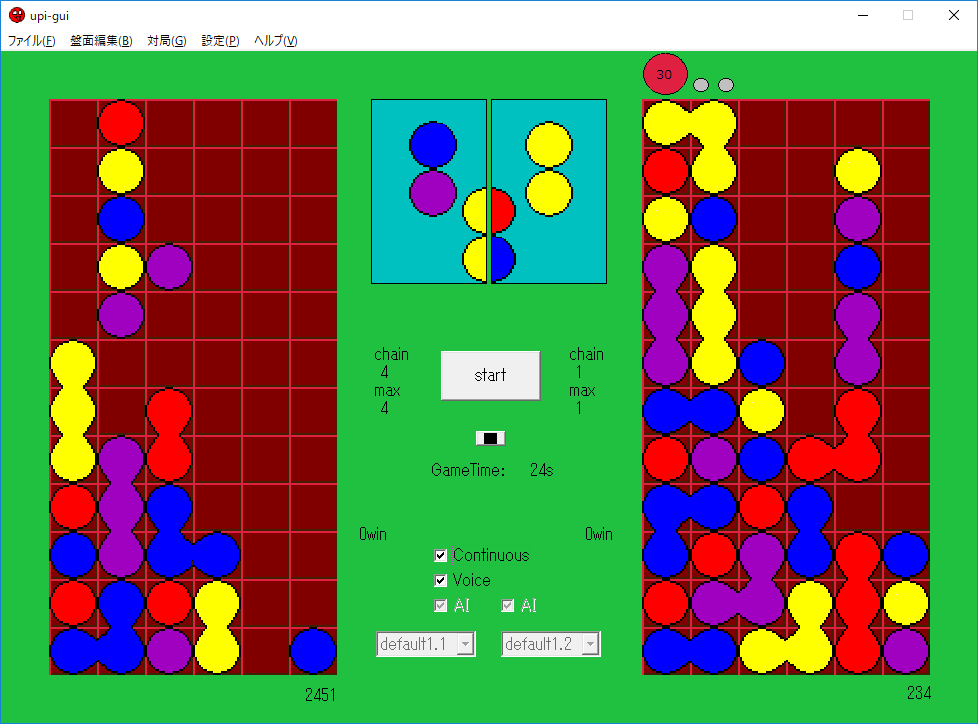 upi-gui
ファイル(F) 盤面編集(B) 対局(G) 設定(P) ヘルプ(V)
30
chain
4
max
4
start
chain
1
max
1
GameTime: 24s
0win 0win
Continuous
Voice
AI AI
default1.1 default1.2
2451 234